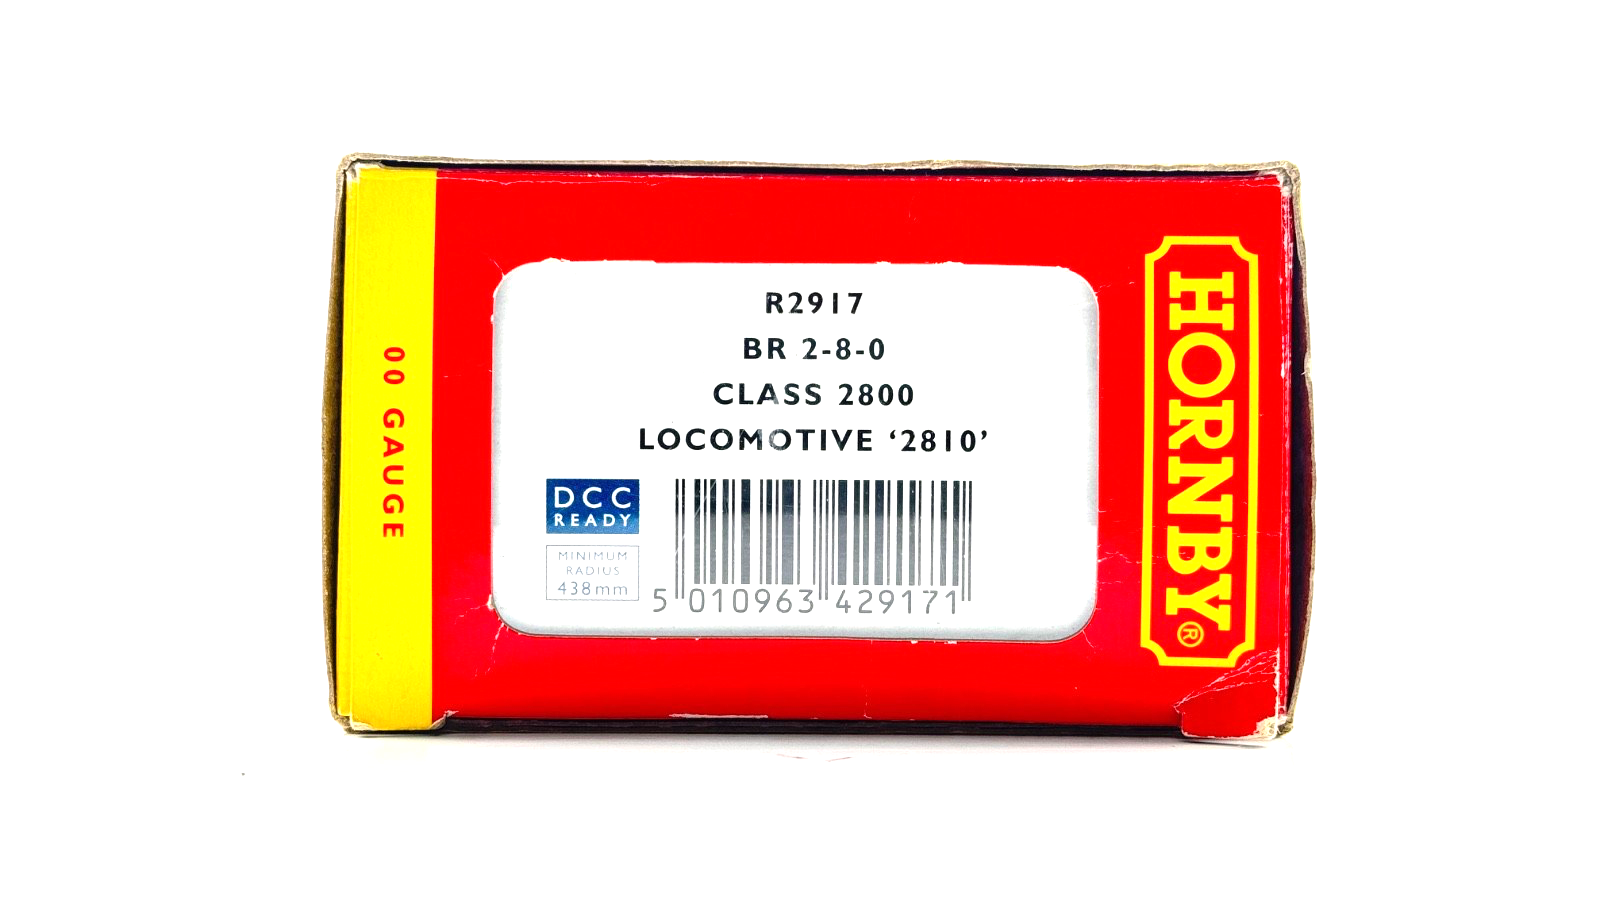 R2917
BR 2-8-0
CLASS 2800
LOCOMOTIVE ‘2810’
DCC
READY
MINIMUM
RADIUS
438mm
5 010963 429171
00 GAUGE
HORNBY®